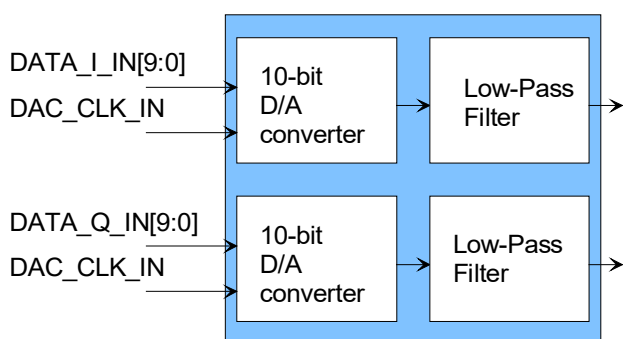 DATA_I_IN[9:0]
DAC_CLK_IN
10-bit
D/A
converter
Low-Pass
Filter
DATA_Q_IN[9:0]
DAC_CLK_IN
10-bit
D/A
converter
Low-Pass
Filter